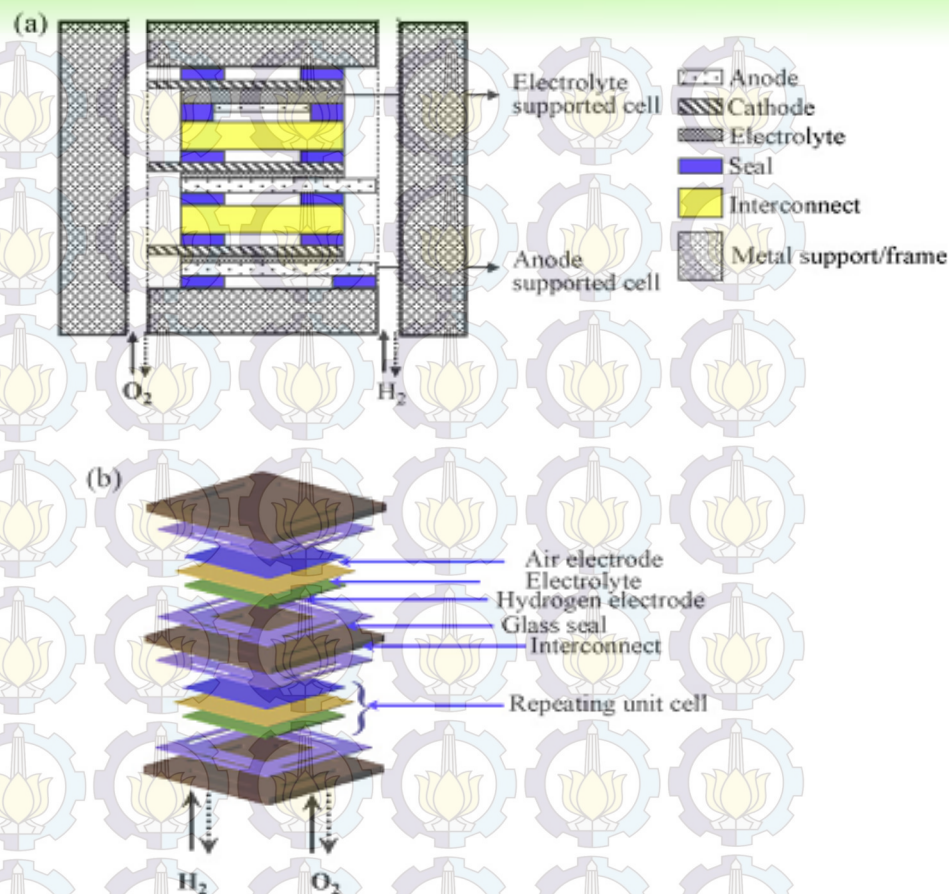 (a)
Electrolyte
supported cell
Anode
supported cell
Anode
Cathode
Electrolyte
Seal
Interconnect
Metal support/frame
O2
H2
(b)
Air electrode
Electrolyte
Hydrogen electrode
Glass seal
Interconnect
Repeating unit cell
H2
O2